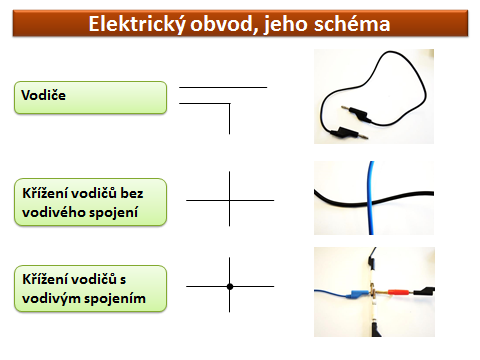 Elektrický obvod, jeho schéma
Vodiče
Křížení vodičů bez
vodivého spojení
Křížení vodičů s
vodivým spojením